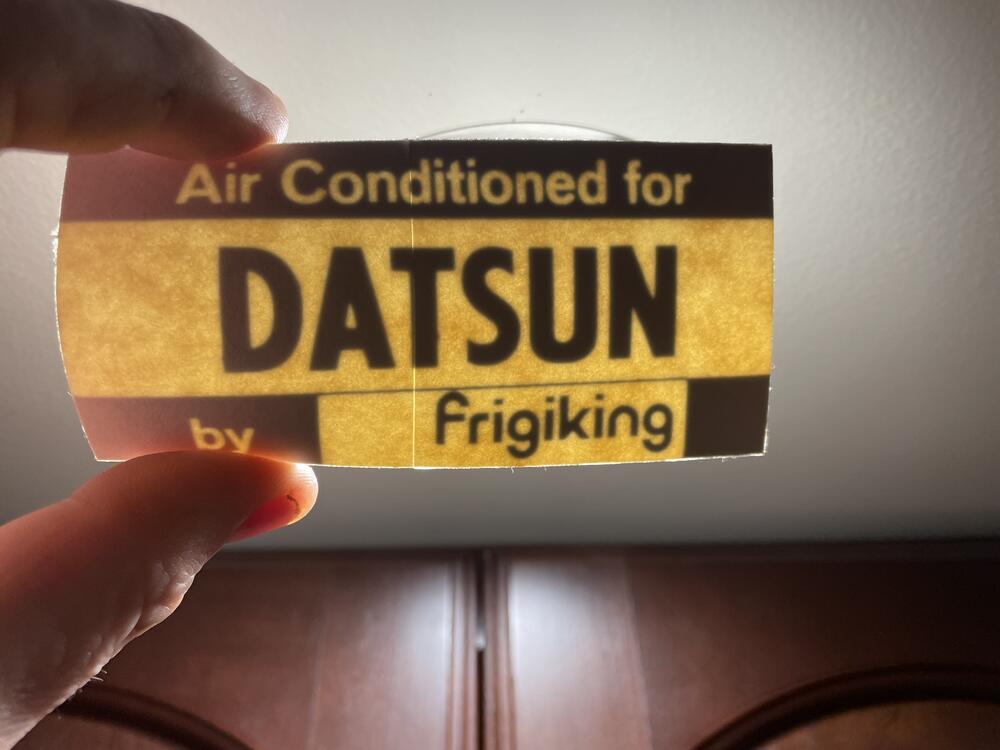 Air Conditioned for
DATSUN
by frigiking